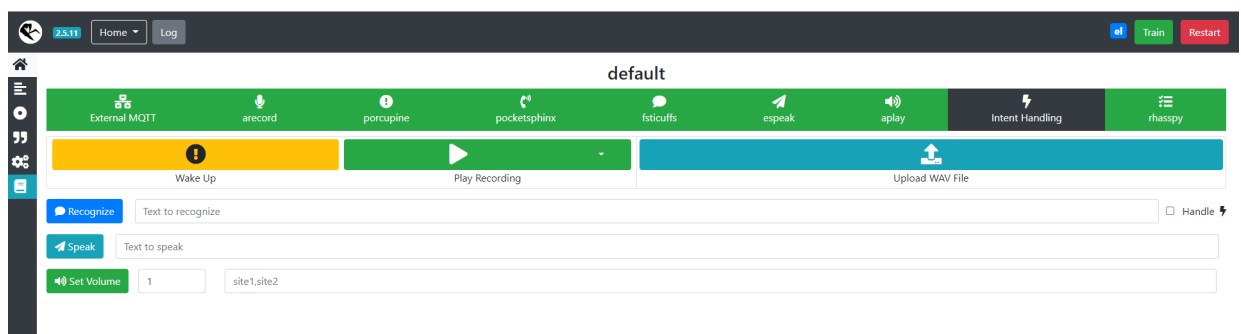 2.5.11 Home Log el Train Restart
default
External MQTT arecord porcupine pocketsphinx fsticuffs espeak aplay Intent Handling rhasspy
Wake Up Play Recording Upload WAV File
Recognize Text to recognize Handle
Speak Text to speak
Set Volume 1 site1,site2